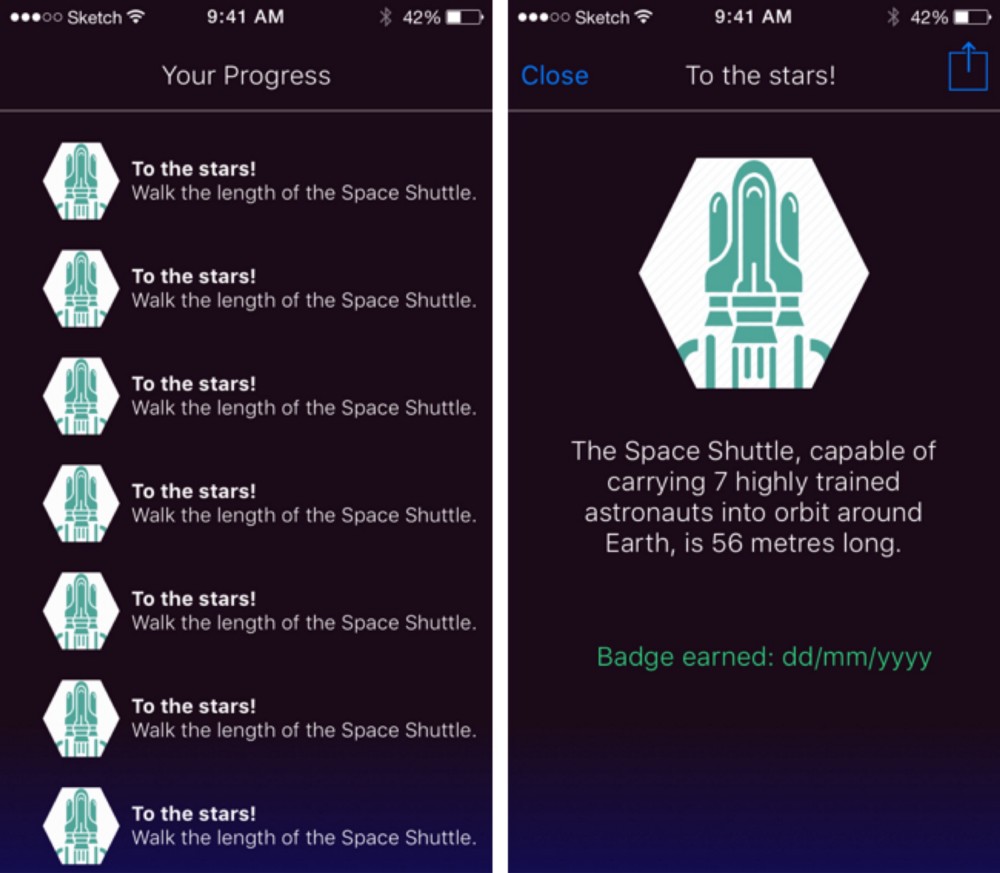 Sketch 9:41 AM 42%
Your Progress
To the stars!
Walk the length of the Space Shuttle.
To the stars!
Walk the length of the Space Shuttle.
To the stars!
Walk the length of the Space Shuttle.
To the stars!
Walk the length of the Space Shuttle.
To the stars!
Walk the length of the Space Shuttle.
To the stars!
Walk the length of the Space Shuttle.
To the stars!
Walk the length of the Space Shuttle.
Sketch 9:41 AM 42%
Close To the stars!
The Space Shuttle, capable of
carrying 7 highly trained
astronauts into orbit around
Earth, is 56 metres long.
Badge earned: dd/mm/yyyy